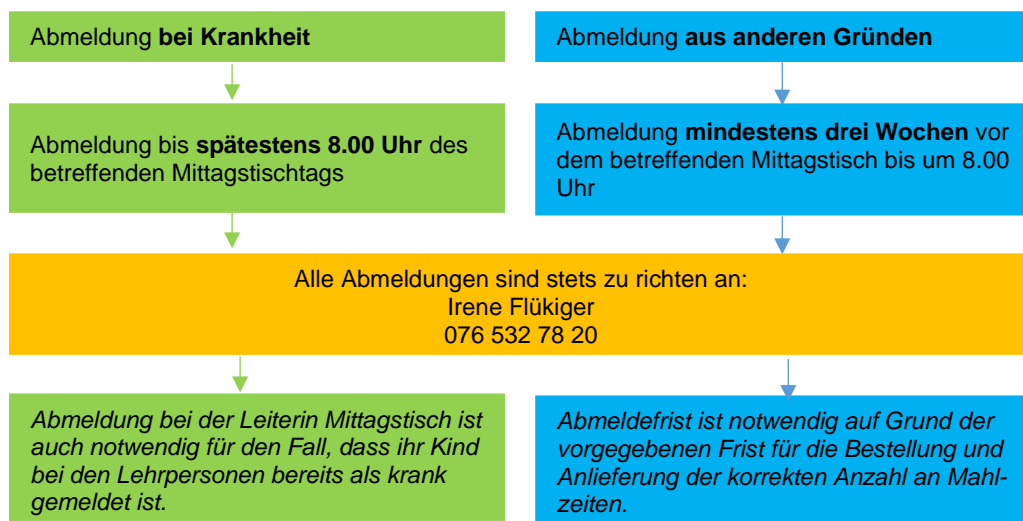 Abmeldung bei Krankheit
Abmeldung aus anderen Gründen
Abmeldung bis spätestens 8.00 Uhr des
betreffenden Mittagstischtags
Abmeldung mindestens drei Wochen vor
dem betreffenden Mittagstisch bis um 8.00
Uhr
Alle Abmeldungen sind stets zu richten an:
Irene Flükiger
076 532 78 20
Abmeldung bei der Leiterin Mittagstisch ist
auch notwendig für den Fall, dass ihr Kind
bei den Lehrpersonen bereits als krank
gemeldet ist.
Abmeldefrist ist notwendig auf Grund der
vorgegebenen Frist für die Bestellung und
Anlieferung der korrekten Anzahl an Mahl-
zeiten.